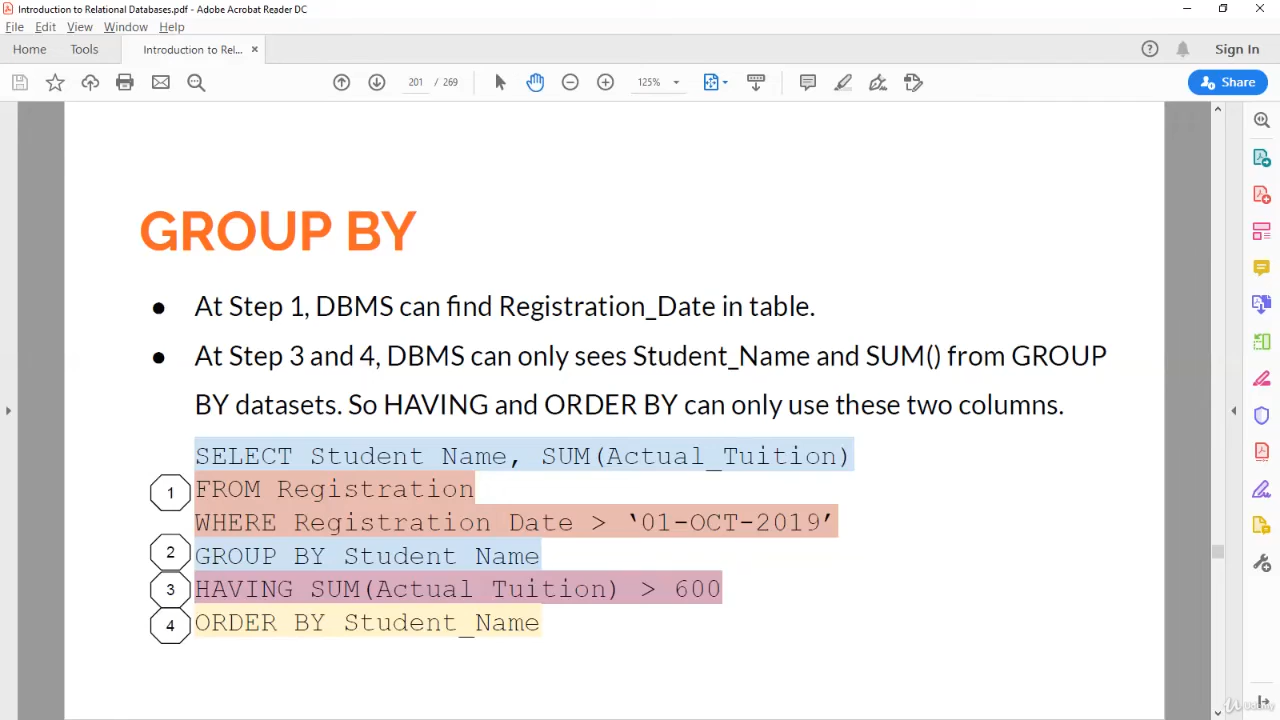 Introduction to Relational Databases.pdf - Adobe Acrobat Reader DC
File Edit View Window Help
Home Tools Introduction to Rel... × Sign In
201 / 269 125% Share
GROUP BY
● At Step 1, DBMS can find Registration_Date in table.
● At Step 3 and 4, DBMS can only sees Student_Name and SUM() from GROUP
BY datasets. So HAVING and ORDER BY can only use these two columns.
SELECT Student Name, SUM(Actual_Tuition)
1 FROM Registration
WHERE Registration Date > ‘01-OCT-2019’
2 GROUP BY Student Name
3 HAVING SUM(Actual Tuition) > 600
4 ORDER BY Student_Name
Udemy